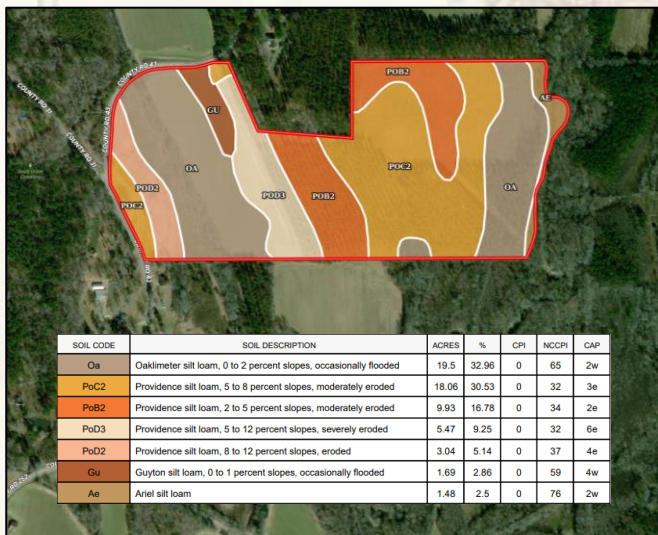 COUNTY RD 43
POB2
COUNTY RD 31
COUNTY RD 43
COUNTY RD 31
GU
AE
OA
POC2
POD2
POD3
POB2
OA
POC2
SOIL CODE SOIL DESCRIPTION ACRES % CPI NCCPI CAP
Oa Oaklimeter silt loam, 0 to 2 percent slopes, occasionally flooded 19.5 32.96 0 65 2w
PoC2 Providence silt loam, 5 to 8 percent slopes, moderately eroded 18.06 30.53 0 32 3e
PoB2 Providence silt loam, 2 to 5 percent slopes, moderately eroded 9.93 16.78 0 34 2e
PoD3 Providence silt loam, 5 to 12 percent slopes, severely eroded 5.47 9.25 0 32 6e
PoD2 Providence silt loam, 8 to 12 percent slopes, eroded 3.04 5.14 0 37 4e
Gu Guyton silt loam, 0 to 1 percent slopes, occasionally flooded 1.69 2.86 0 59 4w
Ae Ariel silt loam 1.48 2.5 0 76 2w